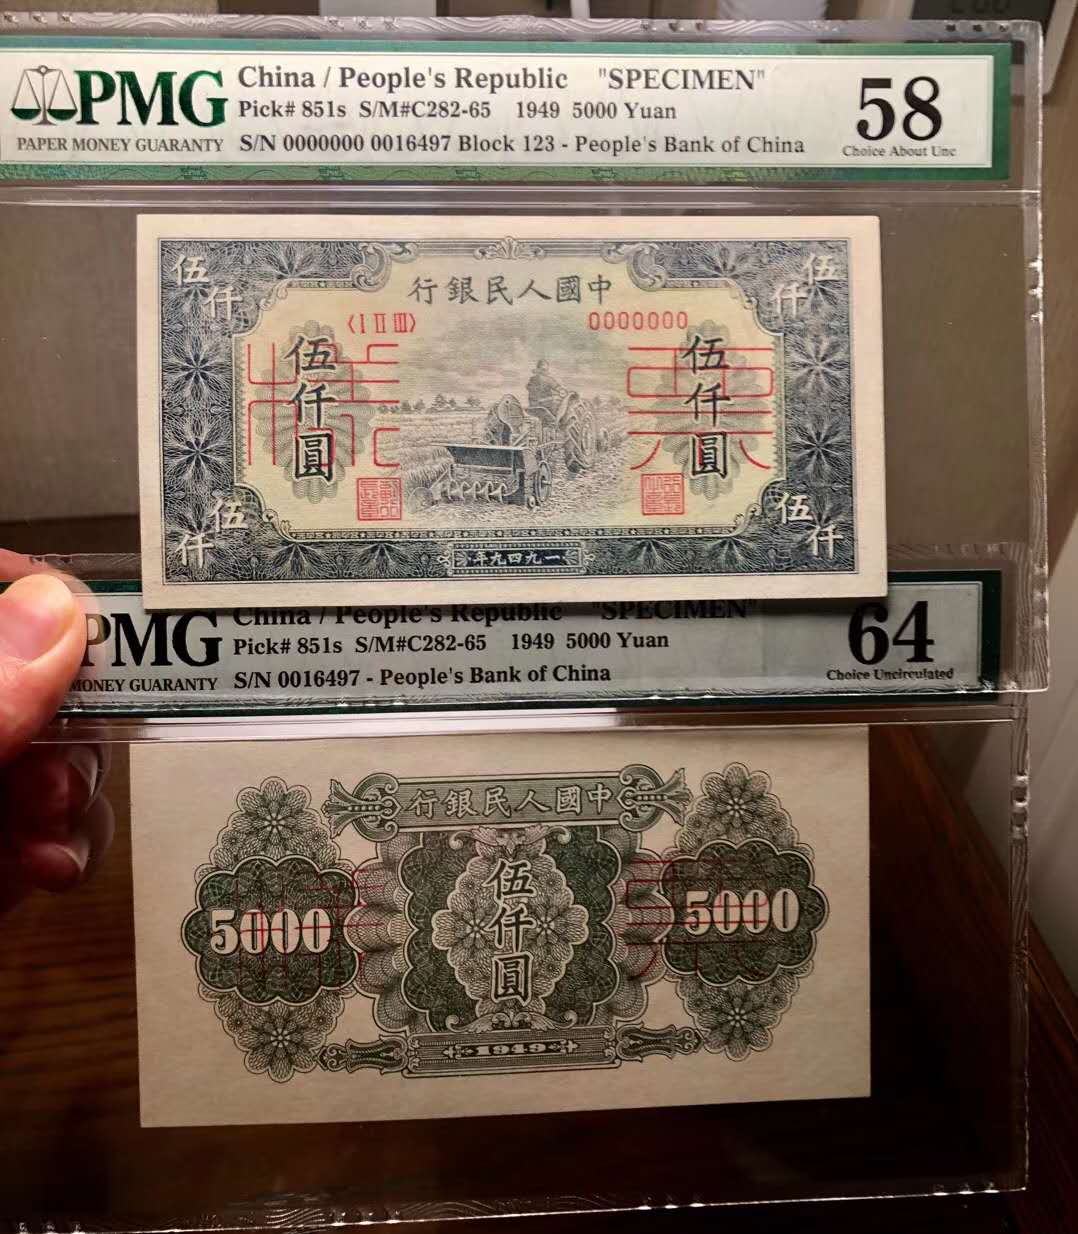 PMG
PAPER MONEY GUARANTY
China / People's Republic "SPECIMEN"
Pick# 851s S/M#C282-65 1949 5000 Yuan
S/N 0000000 0016497 Block 123 - People's Bank of China
58
Choice About Unc
伍仟
伍仟
行銀民人國中
〈I II III〉
0000000
伍仟圓
伍仟圓
伍仟
伍仟
年九四九一
PMG
MONEY GUARANTY
China / People's Republic "SPECIMEN"
Pick# 851s S/M#C282-65 1949 5000 Yuan
S/N 0016497 - People's Bank of China
64
Choice Uncirculated
行銀民人國中
5000
伍仟圓
5000
1949